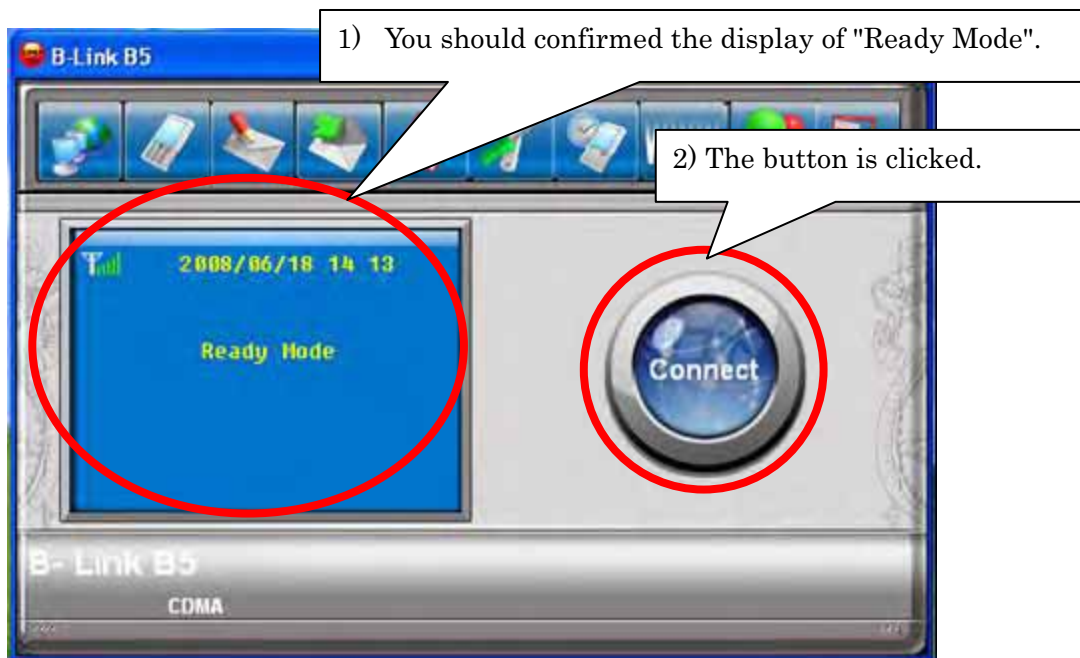 1) You should confirmed the display of "Ready Mode".
B-Link B5
2) The button is clicked.
2008/06/18 14 13
Ready Mode
Connect
B- Link B5
CDMA